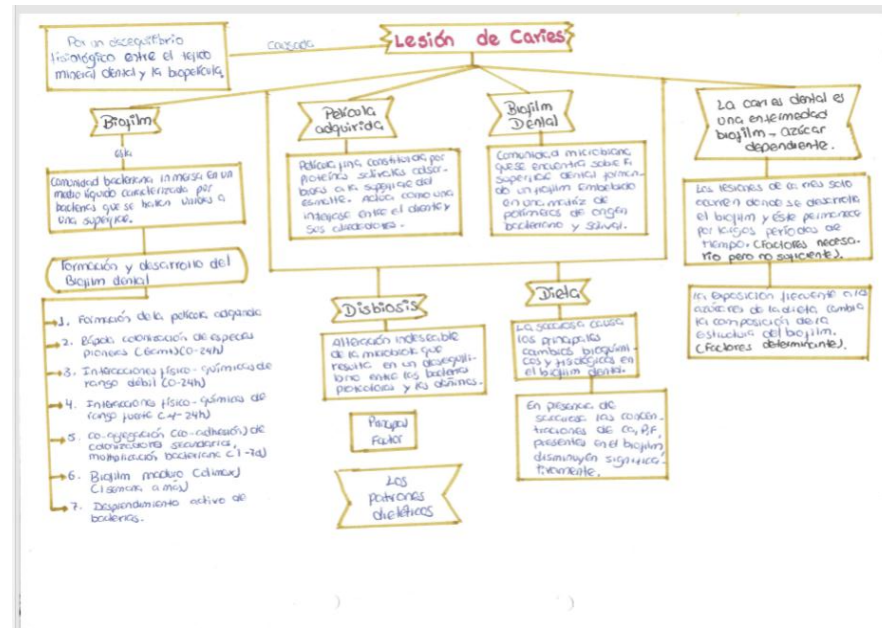 Lesión de Caries
Causada
Por un desequilibrio
fisiológico entre el tejido
mineral dental y la biopelícula
Biofilm
Comunidad bacteriana inmersa en un
medio líquido caracterizada por
bacterias que se hallan unidas a
una superficie.
Formación y desarrollo del
Biofilm dental
1. Formación de la película adquirida
2. Rápida colonización de especies
pioneras (0-24h)
3. Interacciones físico-químicas de
rango débil (0-24h)
4. Interacciones físico-químicas de
rango fuerte (4-24h)
5. co-agregación (co-adhesión) de
colonizadores secundarios,
multiplicación bacteriana (1-7d)
6. Biofilm maduro (climax)
(1 semana a más)
7. Desprendimiento activo de
bacterias.
Película
adquirida
Película fina constituida por
proteínas salivales adsor-
bidas a la superficie del
esmalte. Actúa como una
interfase entre el diente y
sus alrededores.
Biofilm
Dental
Comunidad microbiana
que se encuentra sobre la
superficie dental forman-
do un biofilm embebido
en una matriz de
polímeros de origen
bacteriano y salival.
La caries dental es
una enfermedad
biofilm - azúcar
dependiente.
Las lesiones de caries solo
ocurren donde se desarrolla
el biofilm y éste permanece
por largos períodos de
tiempo. (Factores necesa-
rio pero no suficiente).
la exposición frecuente a los
azúcares de la dieta cambia
la composición de la
estructura del biofilm.
(Factores determinante).
Disbiosis
Alteración indeseable
de la microbiota que
resulta en un desequili-
brio entre las bacterias
protectoras y las dañinas.
Principal
Factor
Los
patrones
dietéticos
Dieta
La sacarosa causa
los principales
cambios bioquími-
cos y fisiológicos en
el biofilm dental.
En presencia de
sacarosa las concen-
traciones de Ca, P, F,
presentes en el biofilm,
disminuyen significa-
tivamente.